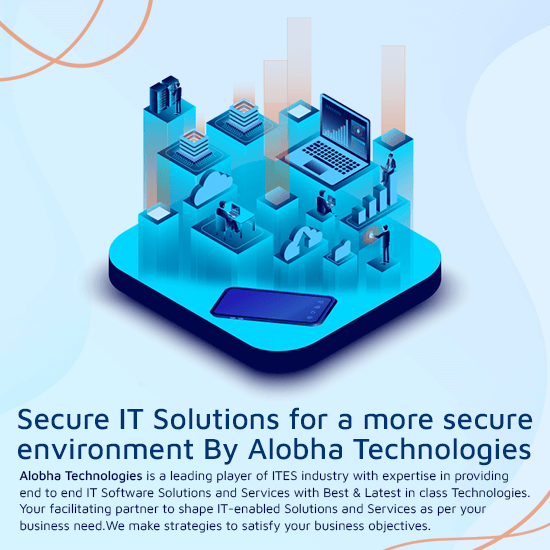 Secure IT Solutions for a more secure
environment By Alobha Technologies
Alobha Technologies is a leading player of ITES industry with expertise in providing
end to end IT Software Solutions and Services with Best & Latest in class Technologies.
Your facilitating partner to shape IT-enabled Solutions and Services as per your
business need.We make strategies to satisfy your business objectives.